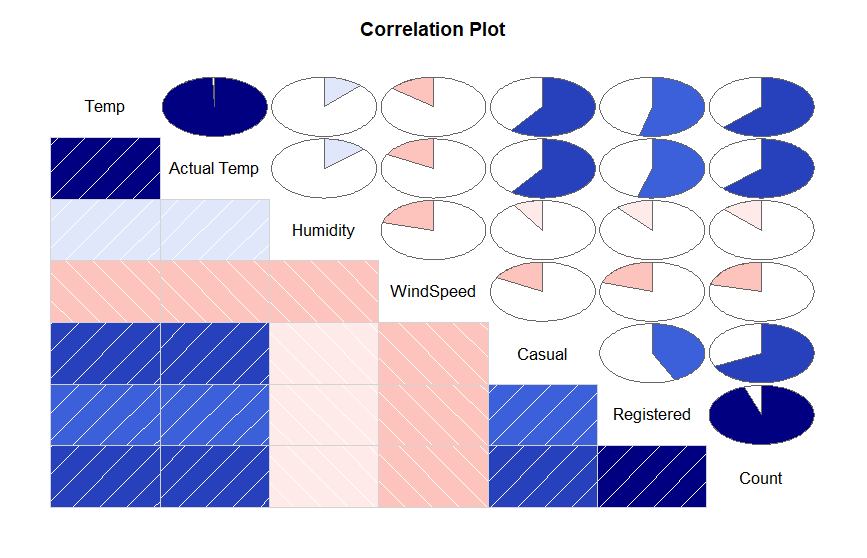 Correlation Plot
Temp
Actual Temp
Humidity
WindSpeed
Casual
Registered
Count